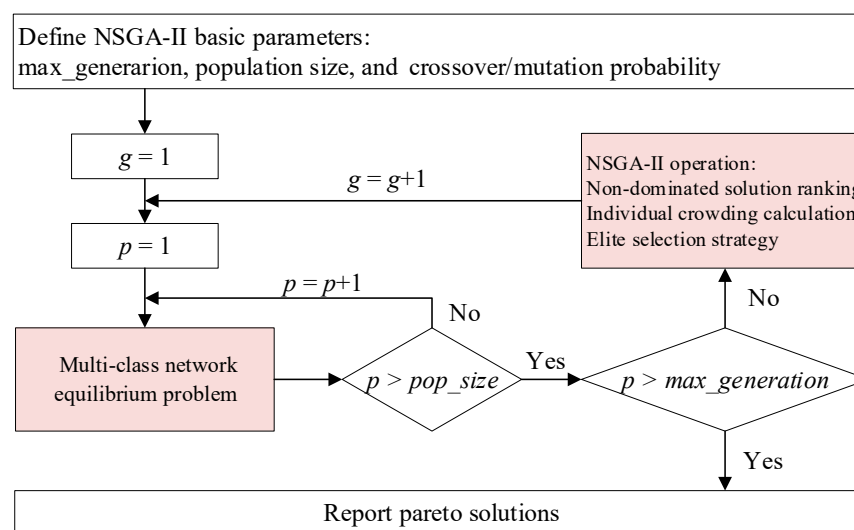 Define NSGA-II basic parameters:
max_generarion, population size, and crossover/mutation probability
g = 1
g = g+1
NSGA-II operation:
Non-dominated solution ranking
Individual crowding calculation
Elite selection strategy
p = 1
p = p+1
No
No
Multi-class network
equilibrium problem
p > pop_size
Yes
p > max_generation
Yes
Report pareto solutions